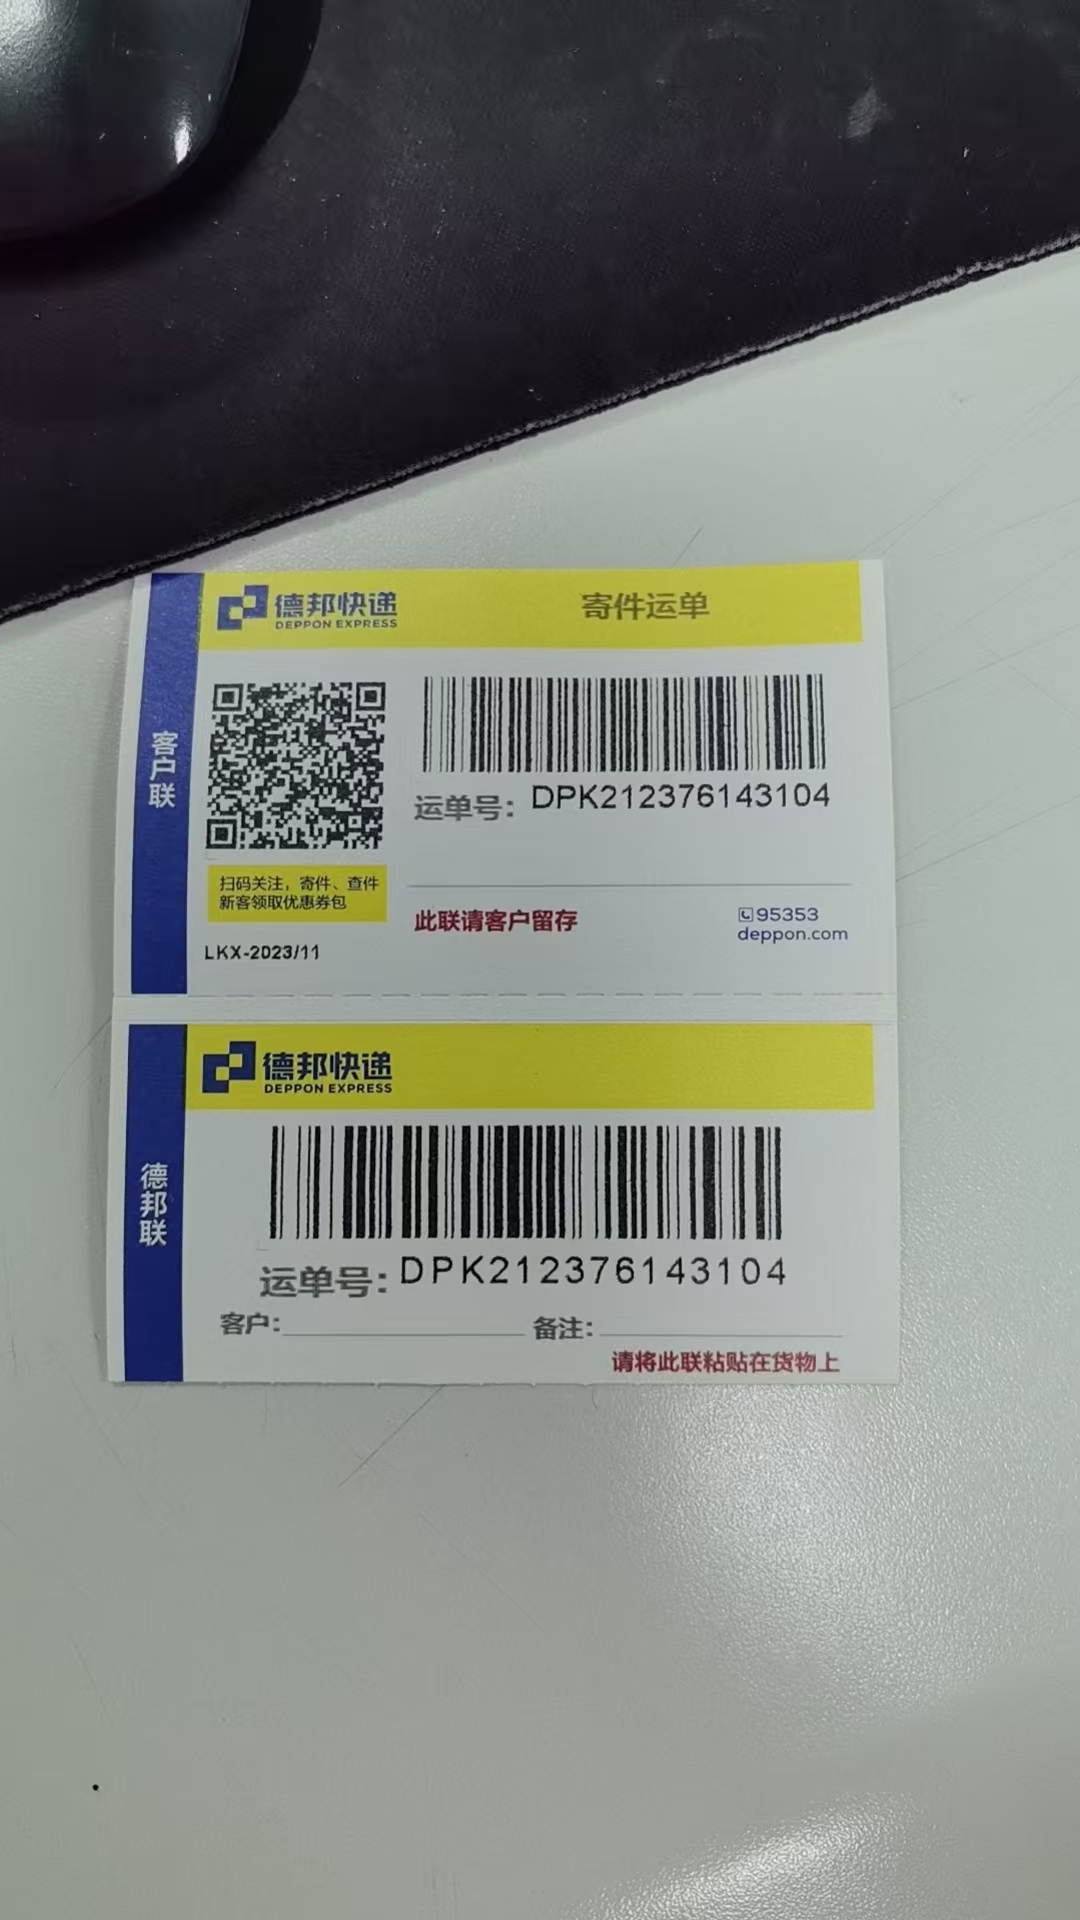 德邦快递
DEPPON EXPRESS
寄件运单
客户联
运单号：DPK212376143104
扫码关注，寄件、查件
新客领取优惠券包
此联请客户留存
95353
deppon.com
LKX-2023/11
德邦快递
DEPPON EXPRESS
德邦联
运单号：DPK212376143104
客户：
备注：
请将此联粘贴在货物上